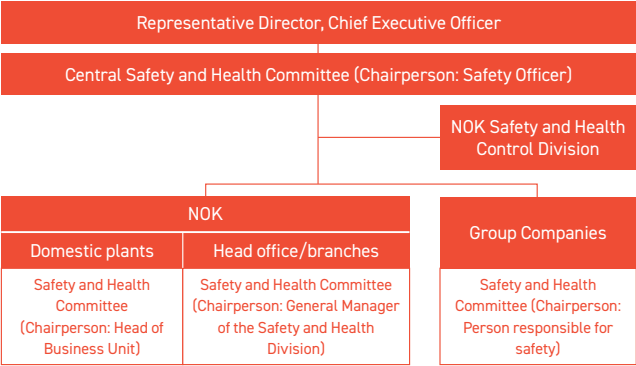 Representative Director, Chief Executive Officer
Central Safety and Health Committee (Chairperson: Safety Officer)
NOK Safety and Health
Control Division
NOK
Domestic plants
Head office/branches
Group Companies
Safety and Health
Committee
(Chairperson: Head of
Business Unit)
Safety and Health Committee
(Chairperson: General Manager
of the Safety and Health
Division)
Safety and Health
Committee (Chairperson:
Person responsible for
safety)